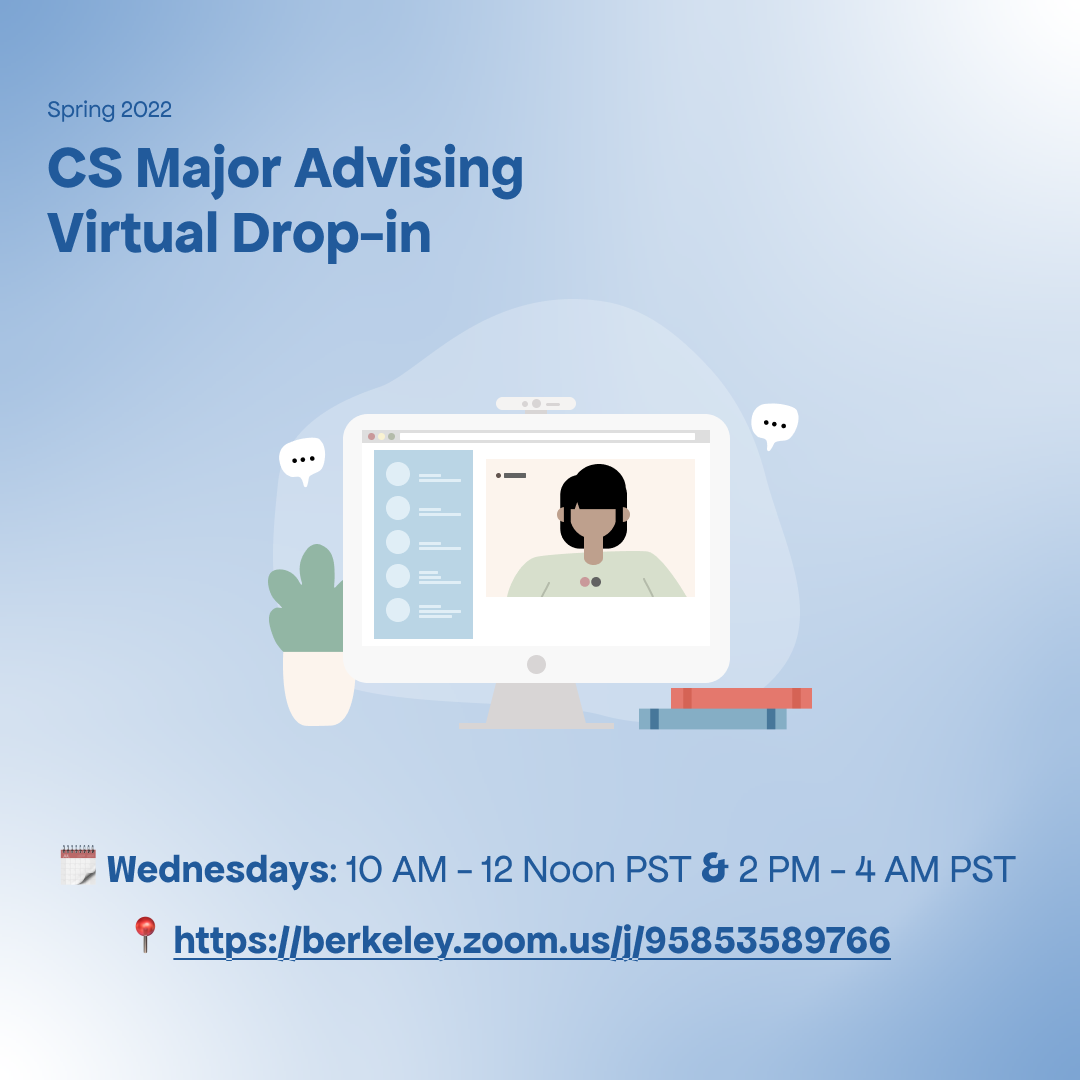 Spring 2022
CS Major Advising
Virtual Drop-in
Wednesdays: 10 AM - 12 Noon PST & 2 PM - 4 AM PST
https://berkeley.zoom.us/j/95853589766